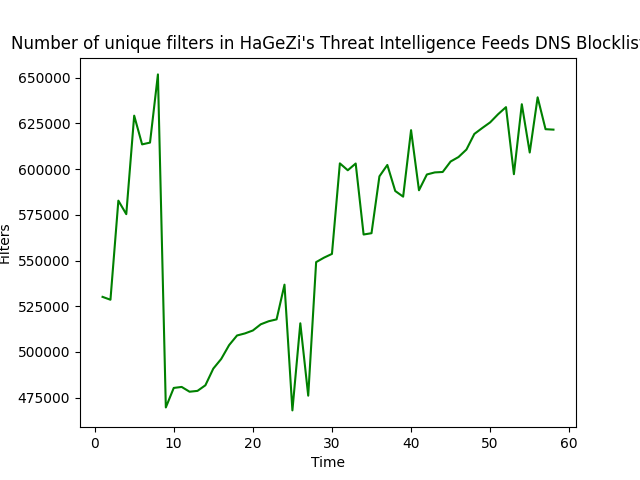 Number of unique filters in HaGeZi's Threat Intelligence Feeds DNS Blocklist
650000
625000
600000
575000
550000
525000
500000
475000
Filters
0 10 20 30 40 50 60
Time